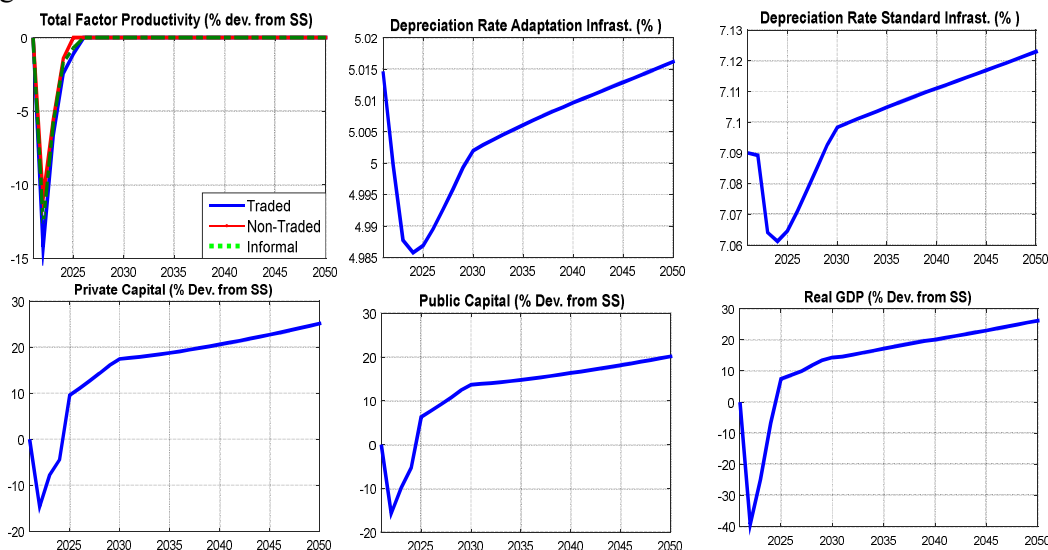 Total Factor Productivity (% dev. from SS)
0
-5
-10
-15
2025 2030 2035 2040 2045 2050
Traded
Non-Traded
Informal
Depreciation Rate Adaptation Infrast. (% )
5.02
5.015
5.01
5.005
5
4.995
4.99
4.985
2025 2030 2035 2040 2045 2050
Depreciation Rate Standard Infrast. (% )
7.13
7.12
7.11
7.1
7.09
7.08
7.07
7.06
2025 2030 2035 2040 2045 2050
Private Capital (% Dev. from SS)
30
20
10
0
-10
-20
2025 2030 2035 2040 2045 2050
Public Capital (% Dev. from SS)
30
20
10
0
-10
-20
2025 2030 2035 2040 2045 2050
Real GDP (% Dev. from SS)
40
30
20
10
0
-10
-20
-30
-40
2025 2030 2035 2040 2045 2050